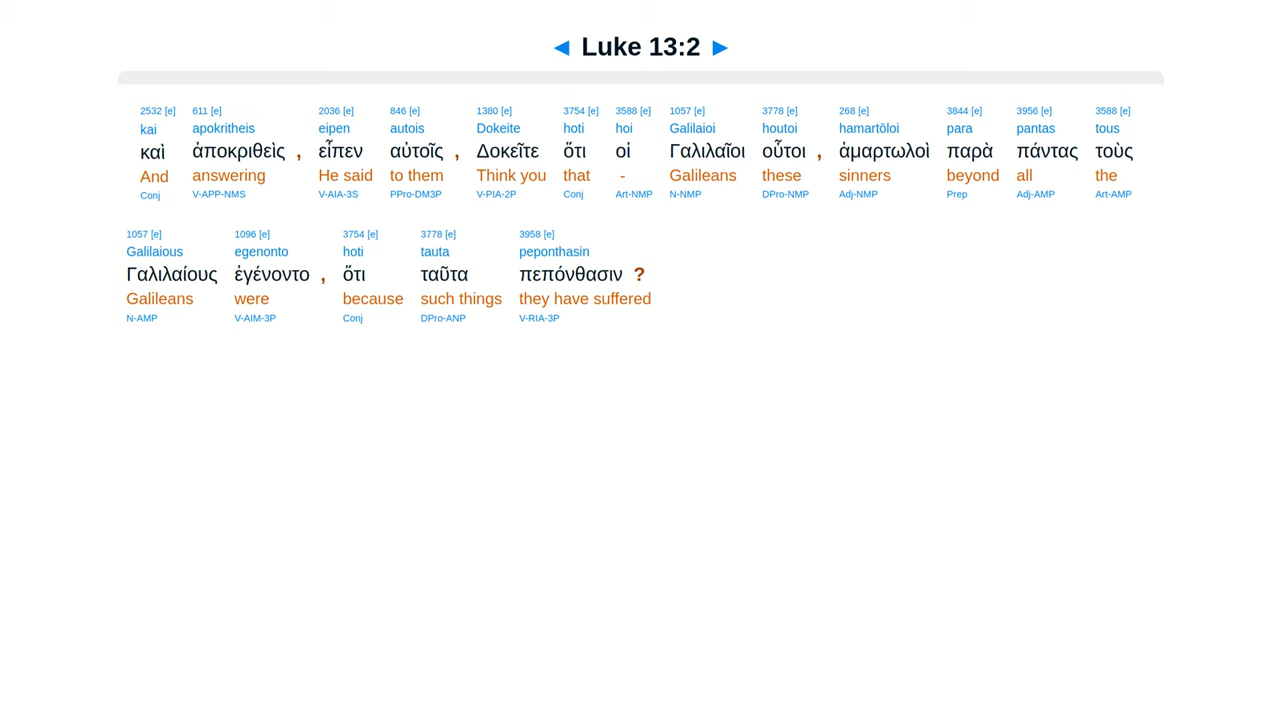 ◄ Luke 13:2 ►
2532 [e] 611 [e] 2036 [e] 846 [e] 1380 [e] 3754 [e] 3588 [e] 1057 [e] 3778 [e] 268 [e] 3844 [e] 3956 [e] 3588 [e]
kai apokritheis eipen autois Dokeite hoti hoi Galilaioi houtoi hamartōloi para pantas tous
καὶ ἀποκριθεὶς , εἶπεν αὐτοῖς , Δοκεῖτε ὅτι οἱ Γαλιλαῖοι οὗτοι , ἁμαρτωλοὶ παρὰ πάντας τοὺς
And answering He said to them Think you that - Galileans these sinners beyond all the
Conj V-APP-NMS V-AIA-3S PPro-DM3P V-PIA-2P Conj Art-NMP N-NMP DPro-NMP Adj-NMP Prep Adj-AMP Art-AMP
1057 [e] 1096 [e] 3754 [e] 3778 [e] 3958 [e]
Galilaious egenonto hoti tauta peponthasin
Γαλιλαίους ἐγένοντο , ὅτι ταῦτα πεπόνθασιν ?
Galileans were because such things they have suffered
N-AMP V-AIM-3P Conj DPro-ANP V-RIA-3P